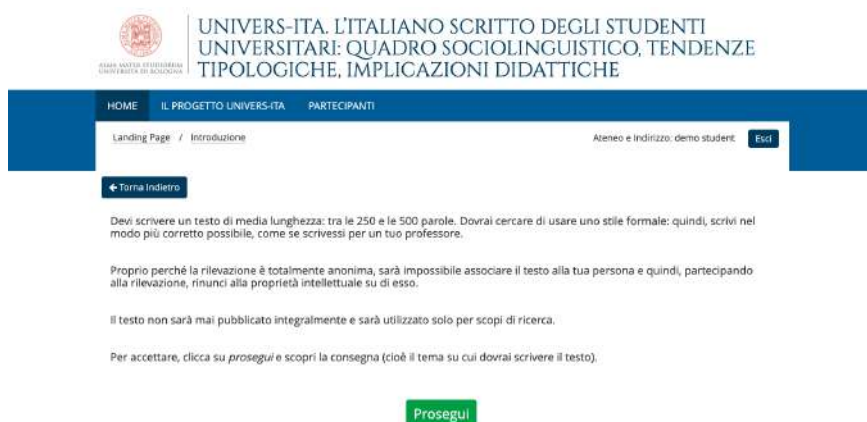 UNIVERS-ITA. L'ITALIANO SCRITTO DEGLI STUDENTI
UNIVERSITARI: QUADRO SOCIOLINGUISTICO, TENDENZE
TIPOLOGICHE, IMPLICAZIONI DIDATTICHE
ALMA MATER STUDIORUM
UNIVERSITÀ DI BOLOGNA
HOME IL PROGETTO UNIVERS-ITA PARTECIPANTI
Landing Page / Introduzione Ateneo e Indirizzo: demo student Esci
← Torna Indietro
Devi scrivere un testo di media lunghezza: tra le 250 e le 500 parole. Dovrai cercare di usare uno stile formale: quindi, scrivi nel
modo più corretto possibile, come se scrivessi per un tuo professore.
Proprio perché la rilevazione è totalmente anonima, sarà impossibile associare il testo alla tua persona e quindi, partecipando
alla rilevazione, rinunci alla proprietà intellettuale su di esso.
Il testo non sarà mai pubblicato integralmente e sarà utilizzato solo per scopi di ricerca.
Per accettare, clicca su prosegui e scopri la consegna (cioè il tema su cui dovrai scrivere il testo).
Prosegui